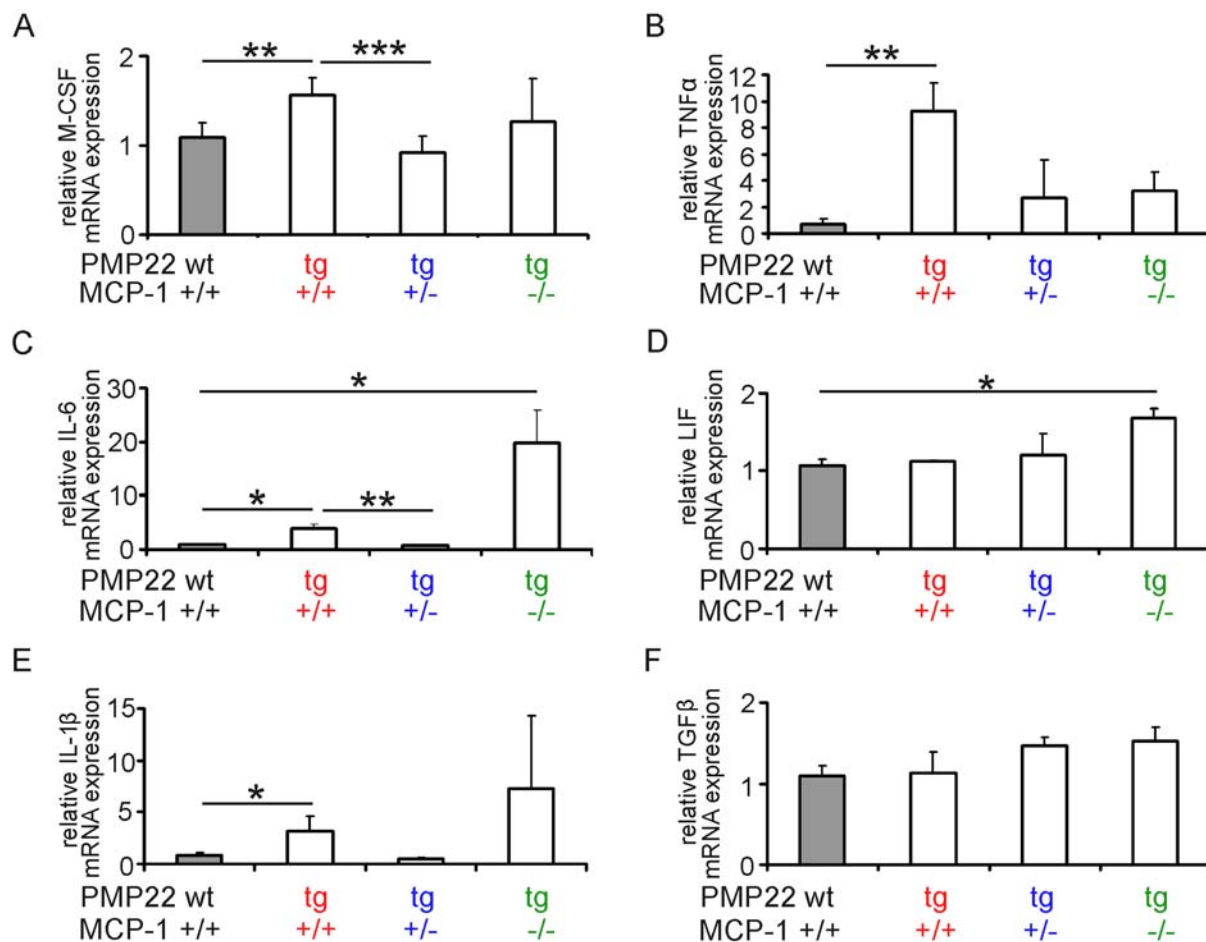 A
relative M-CSF
mRNA expression
2
1
0
** ***
PMP22 wt tg tg tg
MCP-1 +/+ +/+ +/- -/-
B
relative TNFα
mRNA expression
12
10
8
6
4
2
0
**
PMP22 wt tg tg tg
MCP-1 +/+ +/+ +/- -/-
C
relative IL-6
mRNA expression
30
20
10
0
*
* **
PMP22 wt tg tg tg
MCP-1 +/+ +/+ +/- -/-
D
relative LIF
mRNA expression
2
1
0
*
PMP22 wt tg tg tg
MCP-1 +/+ +/+ +/- -/-
E
relative IL-1β
mRNA expression
15
10
5
0
*
PMP22 wt tg tg tg
MCP-1 +/+ +/+ +/- -/-
F
relative TGFβ
mRNA expression
2
1
0
PMP22 wt tg tg tg
MCP-1 +/+ +/+ +/- -/-